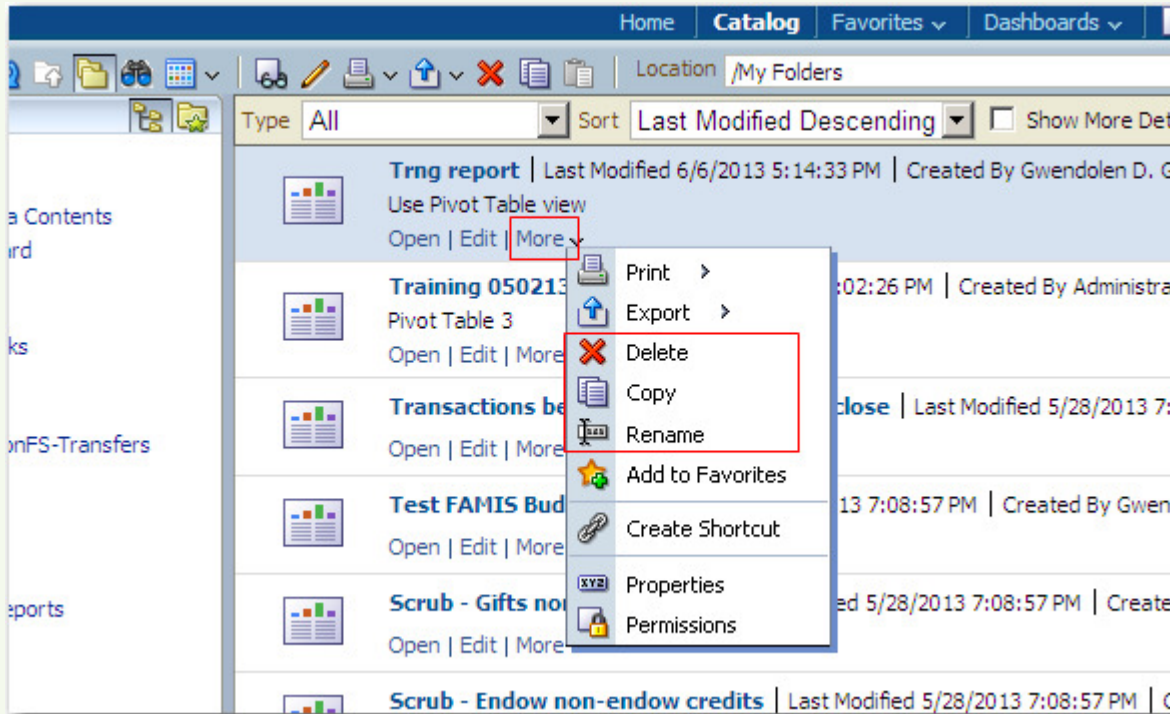 Home Catalog Favorites Dashboards
Location /My Folders
Type All Sort Last Modified Descending Show More Det
Trng report | Last Modified 6/6/2013 5:14:33 PM | Created By Gwendolen D. G
Use Pivot Table view
Open | Edit | More
a Contents
ard
ks
onFS-Transfers
eports
Print
Export
Delete
Copy
Rename
Add to Favorites
Create Shortcut
Properties
Permissions
Training 050213 :02:26 PM | Created By Administra
Pivot Table 3
Open | Edit | More
Transactions be close | Last Modified 5/28/2013 7:
Open | Edit | More
Test FAMIS Bud 13 7:08:57 PM | Created By Gwen
Open | Edit | More
Scrub - Gifts no ed 5/28/2013 7:08:57 PM | Create
Open | Edit | More
Scrub - Endow non-endow credits | Last Modified 5/28/2013 7:08:57 PM |